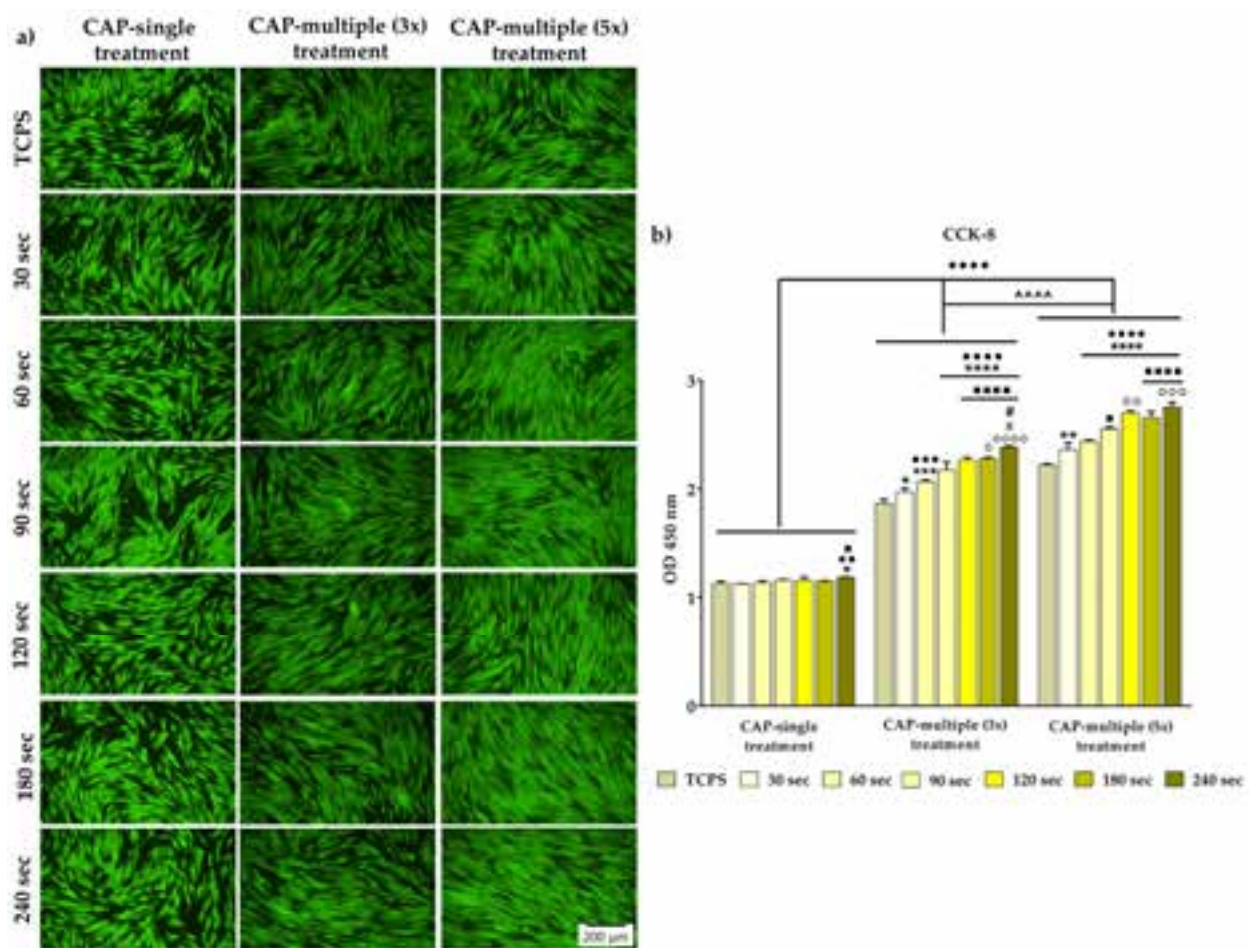 a)
CAP-single
treatment
CAP-multiple (3x)
treatment
CAP-multiple (5x)
treatment
TCPS
30 sec
60 sec
90 sec
120 sec
180 sec
240 sec
200 µm
b)
CCK-8
OD 450 nm
3
2
1
0
CAP-single
treatment
CAP-multiple (3x)
treatment
CAP-multiple (5x)
treatment
TCPS 30 sec 60 sec 90 sec 120 sec 180 sec 240 sec